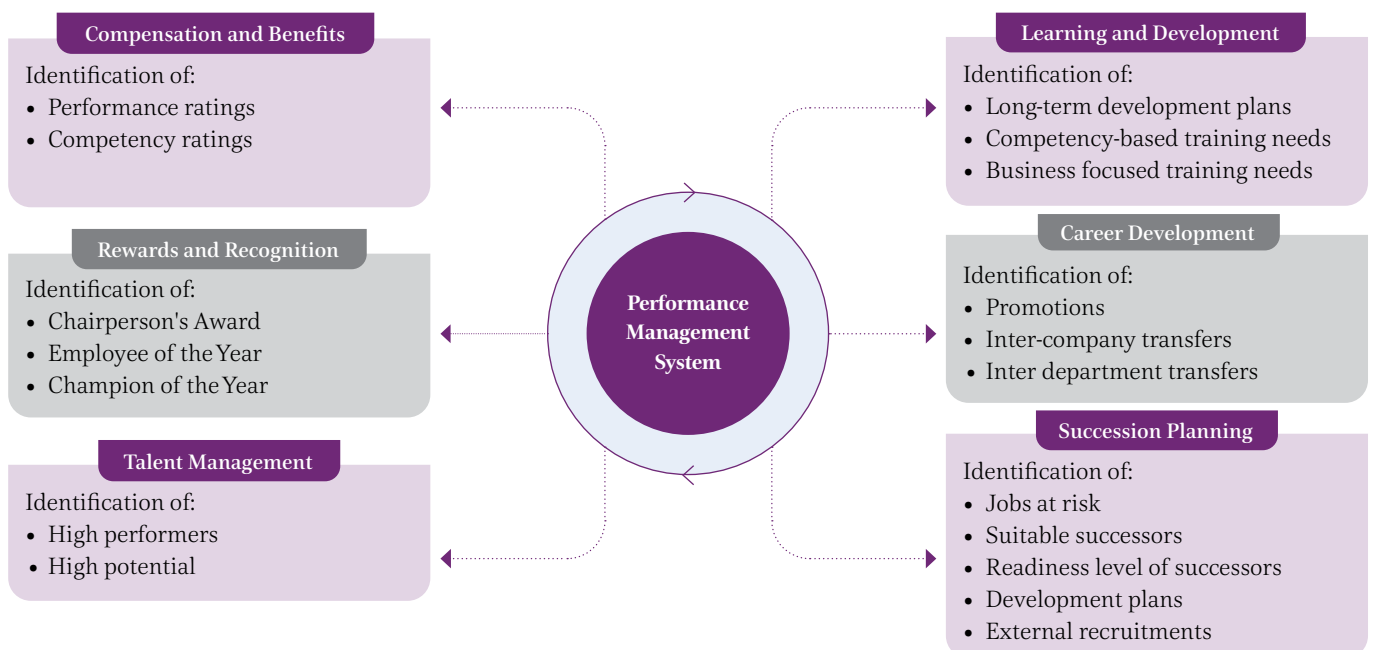 Compensation and Benefits
Identification of:
• Performance ratings
• Competency ratings
Rewards and Recognition
Identification of:
• Chairperson's Award
• Employee of the Year
• Champion of the Year
Talent Management
Identification of:
• High performers
• High potential
Performance
Management
System
Learning and Development
Identification of:
• Long-term development plans
• Competency-based training needs
• Business focused training needs
Career Development
Identification of:
• Promotions
• Inter-company transfers
• Inter department transfers
Succession Planning
Identification of:
• Jobs at risk
• Suitable successors
• Readiness level of successors
• Development plans
• External recruitments